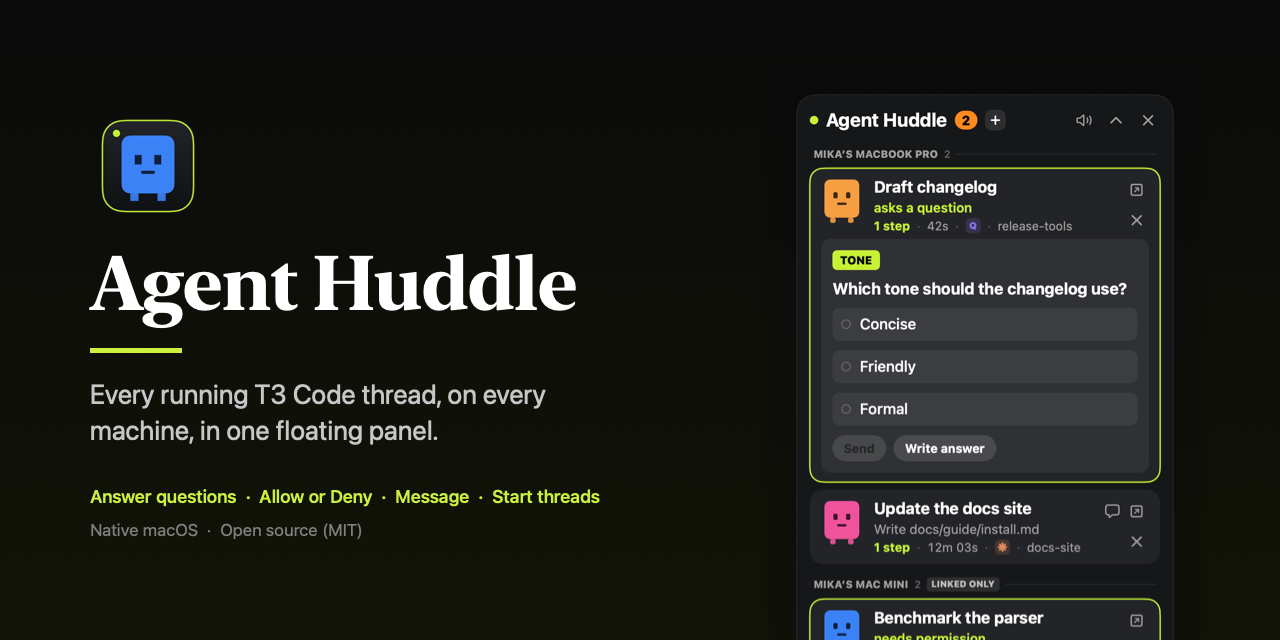 Agent Huddle
Every running T3 Code thread, on every
machine, in one floating panel.
Answer questions · Allow or Deny · Message · Start threads
Native macOS · Open source (MIT)
Agent Huddle 2 +
MIKA'S MACBOOK PRO 2
Draft changelog
asks a question
1 step · 42s · Q · release-tools
TONE
Which tone should the changelog use?
Concise
Friendly
Formal
Send Write answer
Update the docs site
Write docs/guide/install.md
1 step · 12m 03s · docs-site
MIKA'S MAC MINI 2 LINKED ONLY
Benchmark the parser
needs permission